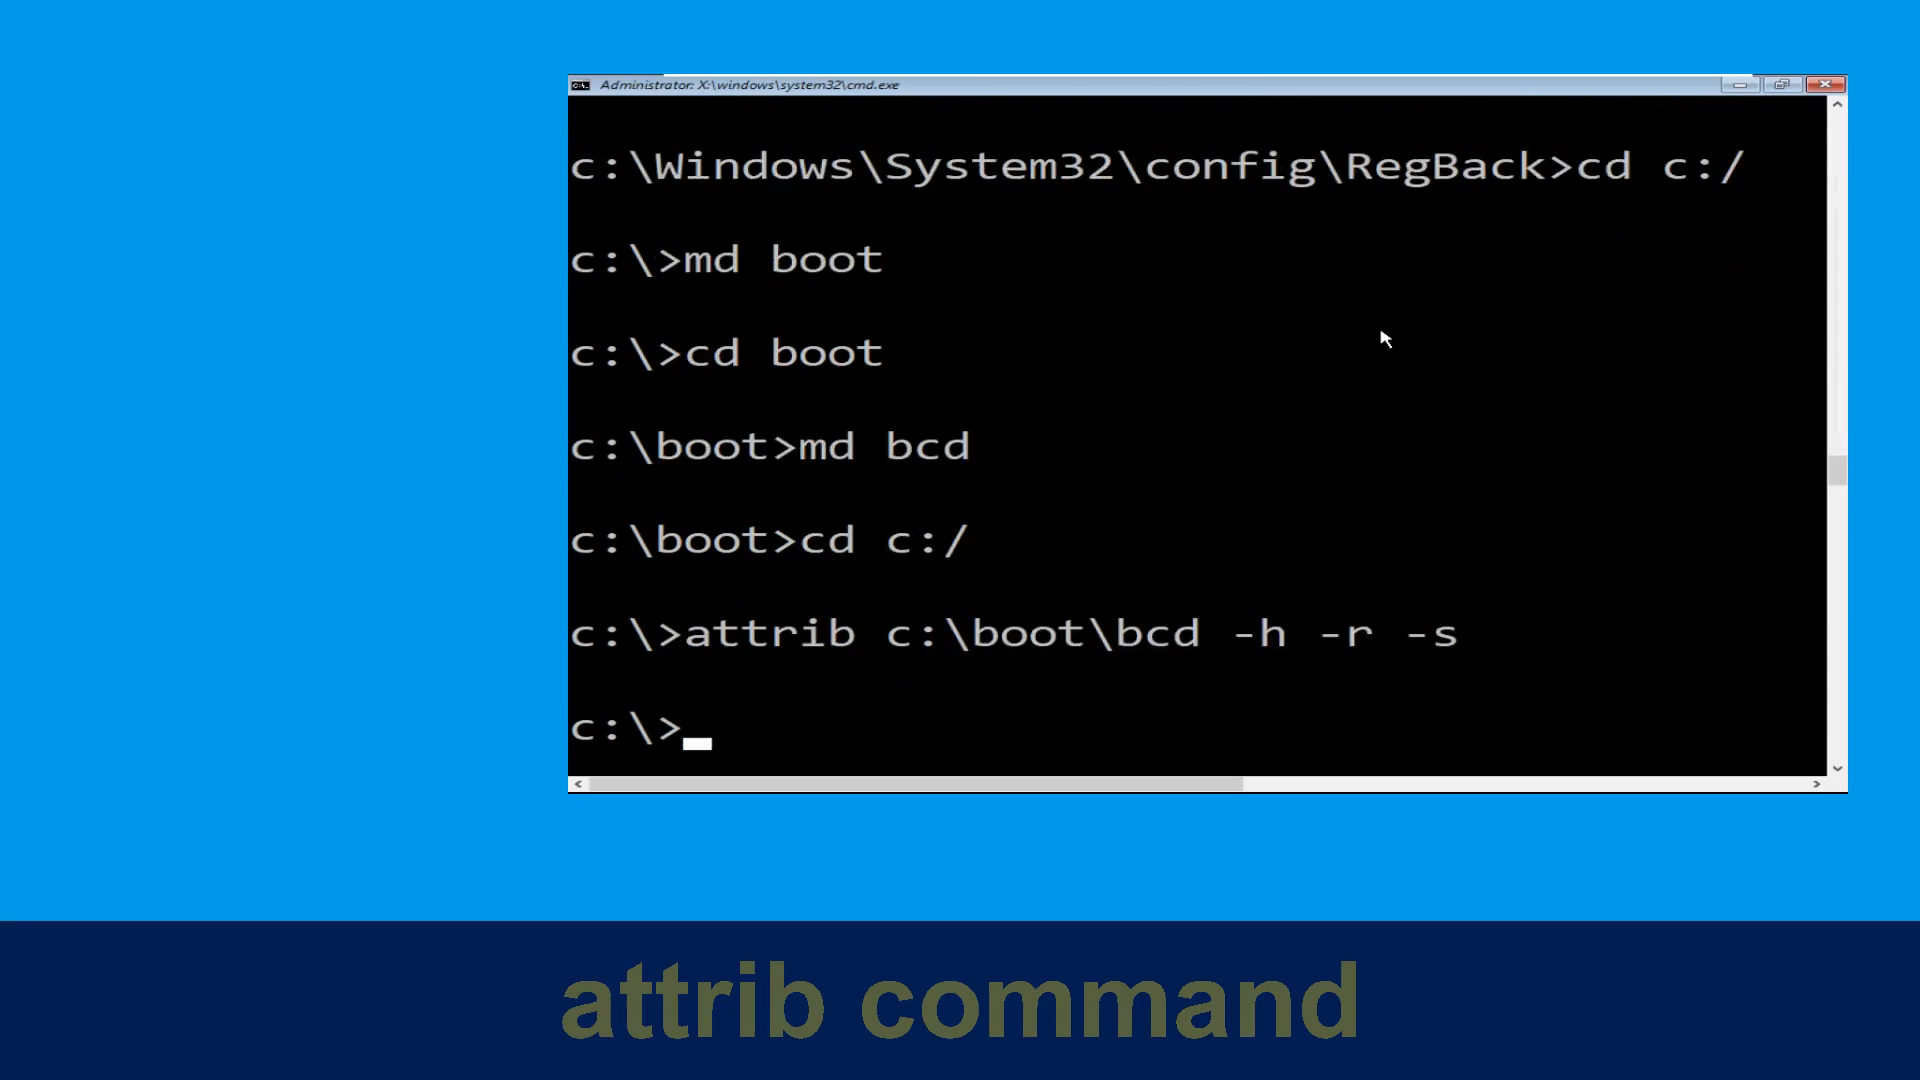 Administrator: X:\windows\system32\cmd.exe
c:\Windows\System32\config\RegBack>cd c:/
c:\>md boot
c:\>cd boot
c:\boot>md bcd
c:\boot>cd c:/
c:\>attrib c:\boot\bcd -h -r -s
c:\>_
attrib command